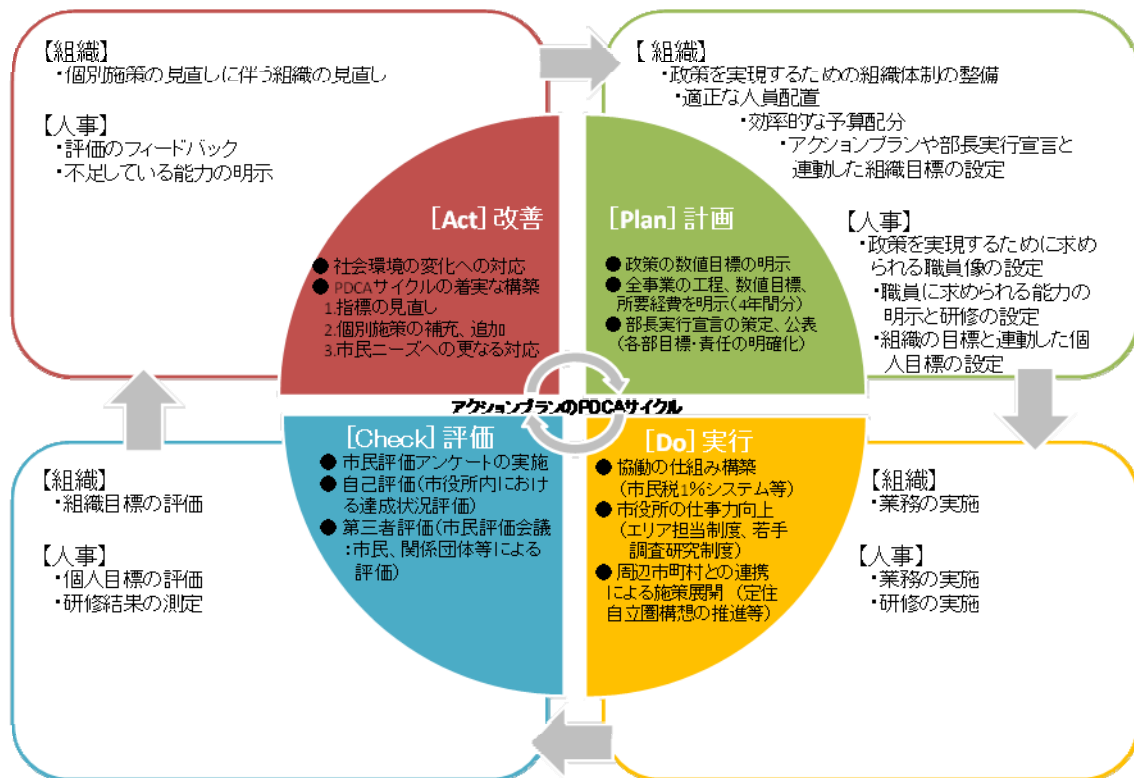 【組織】
・個別施策の見直しに伴う組織の見直し
【人事】
・評価のフィードバック
・不足している能力の明示
【組織】
・政策を実現するための組織体制の整備
・適正な人員配置
・効率的な予算配分
・アクションプランや部長実行宣言と
連動した組織目標の設定
【人事】
・政策を実現するために求め
られる職員像の設定
・職員に求められる能力の
明示と研修の設定
・組織の目標と連動した個
人目標の設定
[Act] 改善
● 社会環境の変化への対応
● PDCAサイクルの着実な構築
1.指標の見直し
2.個別施策の補充、追加
3.市民ニーズへの更なる対応
[Plan] 計画
● 政策の数値目標の明示
● 全事業の工程、数値目標、
所要経費を明示(4年間分)
● 部長実行宣言の策定、公表
(各部目標・責任の明確化)
アクションプランのPDCAサイクル
[Check] 評価
● 市民評価アンケートの実施
● 自己評価(市役所内におけ
る達成状況評価)
● 第三者評価(市民評価会議
:市民、関係団体等による
評価)
[Do] 実行
● 協働の仕組み構築
(市民税1%システム等)
● 市役所の仕事力向上
(エリア担当制度、若手
調査研究制度)
● 周辺市町村との連携
による施策展開 (定住
自立圏構想の推進等)
【組織】
・組織目標の評価
【人事】
・個人目標の評価
・研修結果の測定
【組織】
・業務の実施
【人事】
・業務の実施
・研修の実施